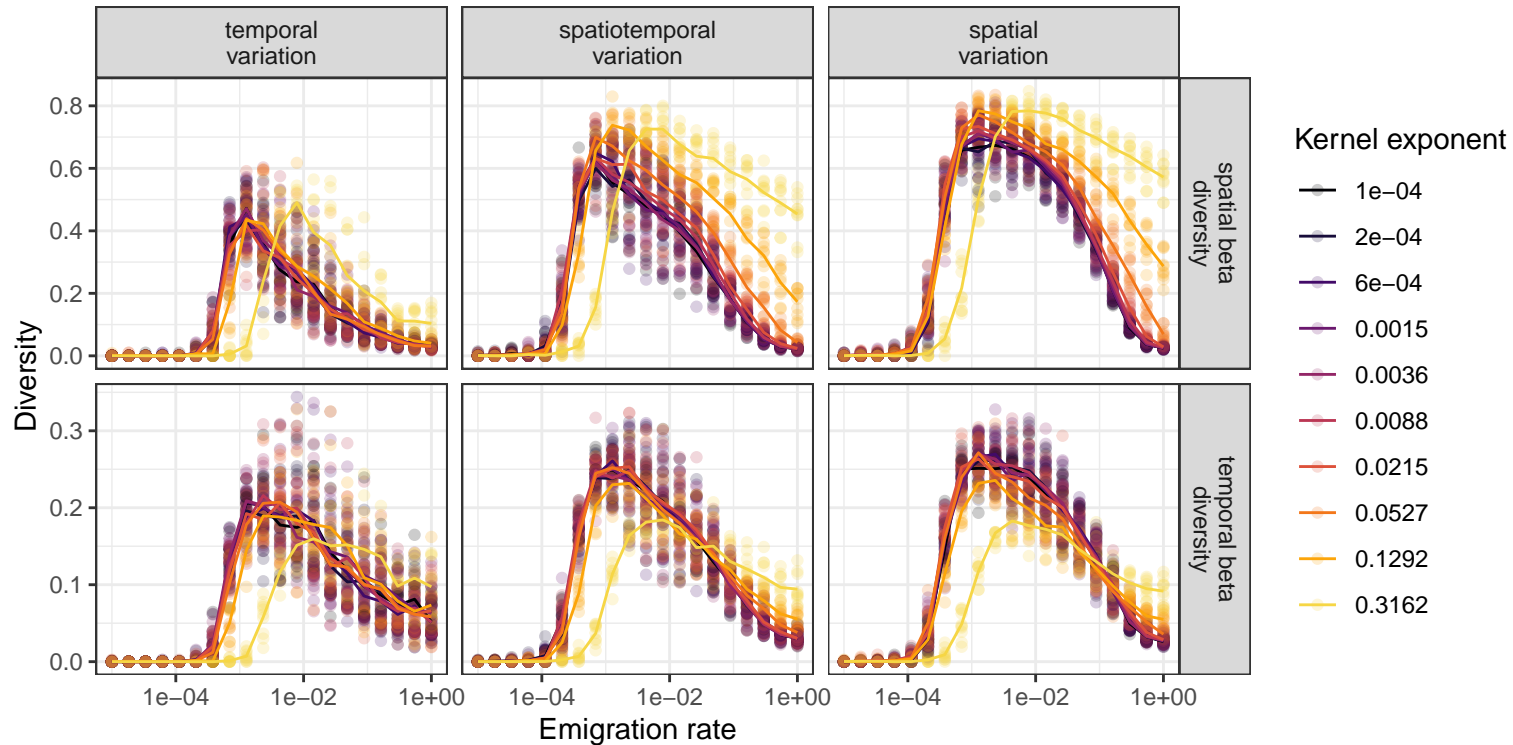 temporal
variation
spatiotemporal
variation
spatial
variation
Diversity
0.8
0.6
0.4
0.2
0.0
spatial beta
diversity
0.3
0.2
0.1
0.0
temporal beta
diversity
1e−04
1e−02
1e+00
1e−04
1e−02
1e+00
1e−04
1e−02
1e+00
Emigration rate
Kernel exponent
1e−04
2e−04
6e−04
0.0015
0.0036
0.0088
0.0215
0.0527
0.1292
0.3162